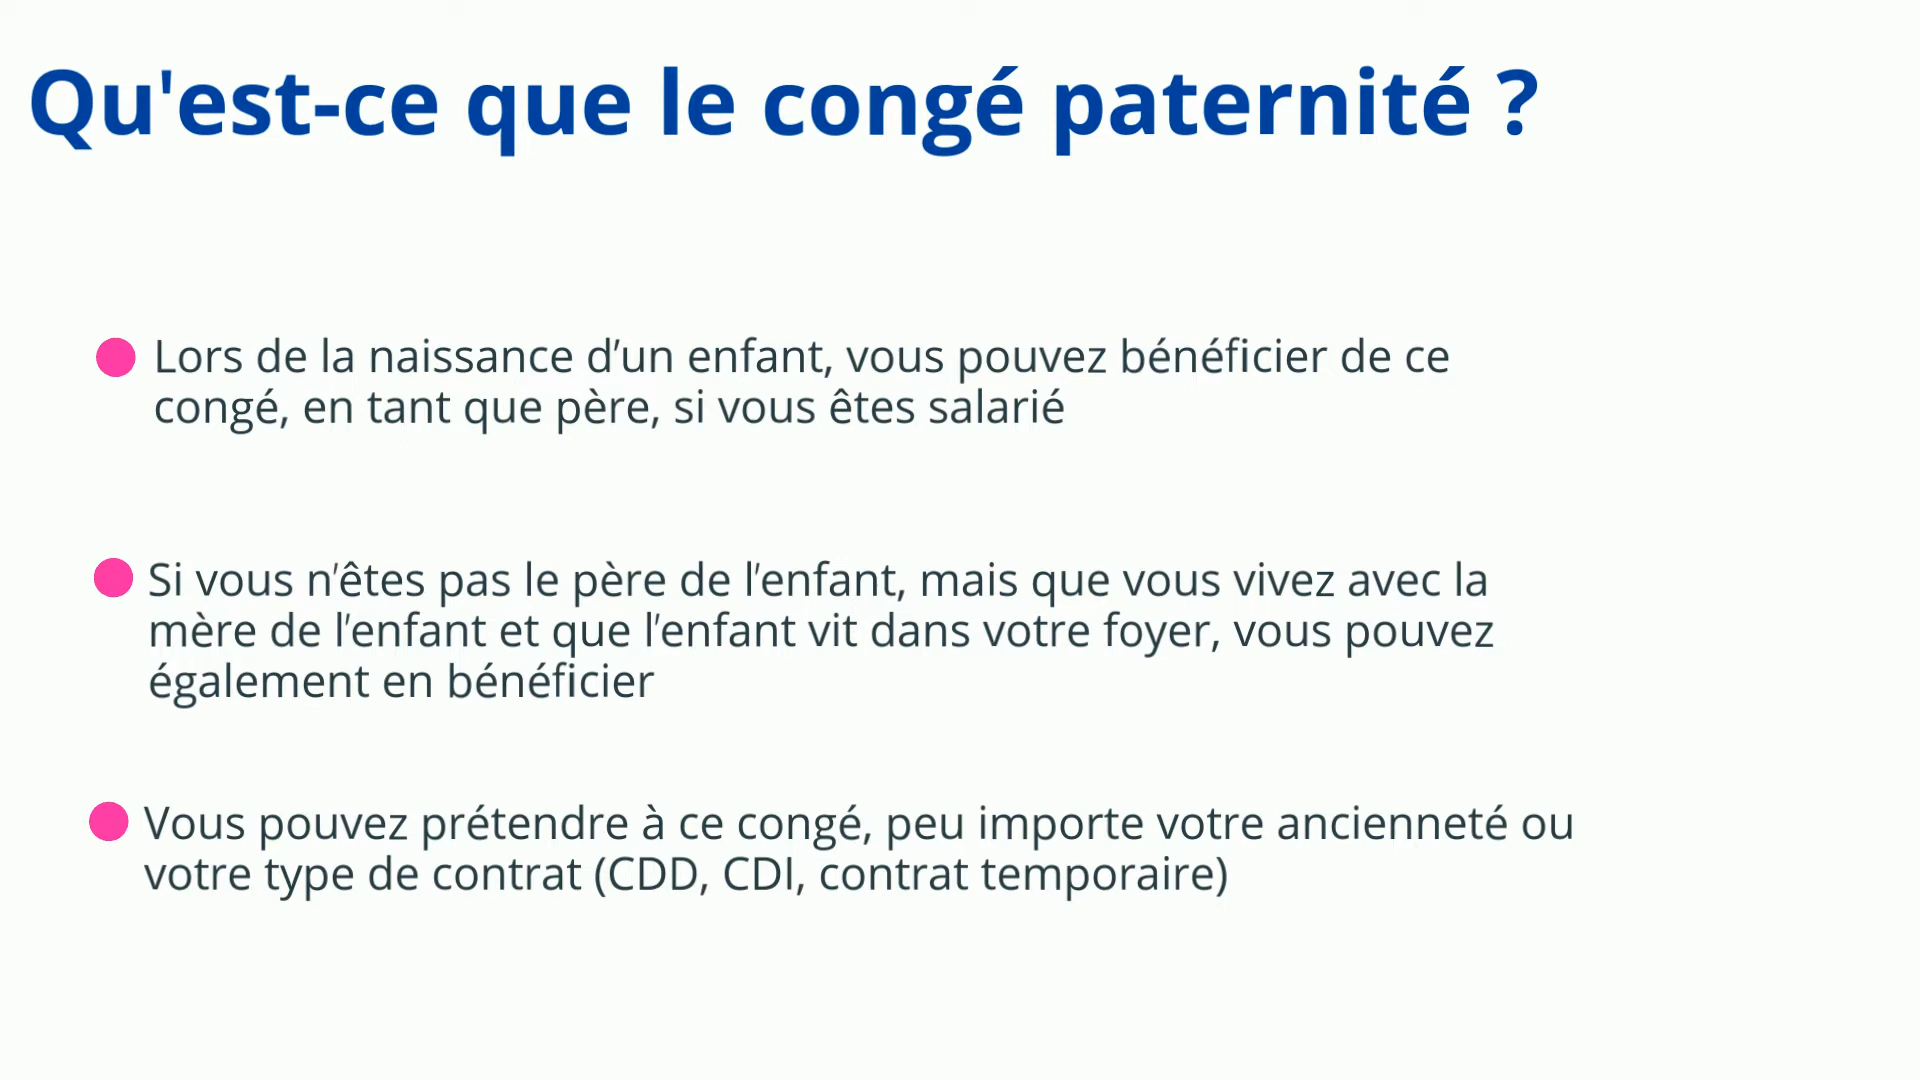 Qu'est-ce que le congé paternité ?
Lors de la naissance d’un enfant, vous pouvez bénéficier de ce
congé, en tant que père, si vous êtes salarié
Si vous n'êtes pas le père de l'enfant, mais que vous vivez avec la
mère de l'enfant et que l'enfant vit dans votre foyer, vous pouvez
également en bénéficier
Vous pouvez prétendre à ce congé, peu importe votre ancienneté ou
votre type de contrat (CDD, CDI, contrat temporaire)